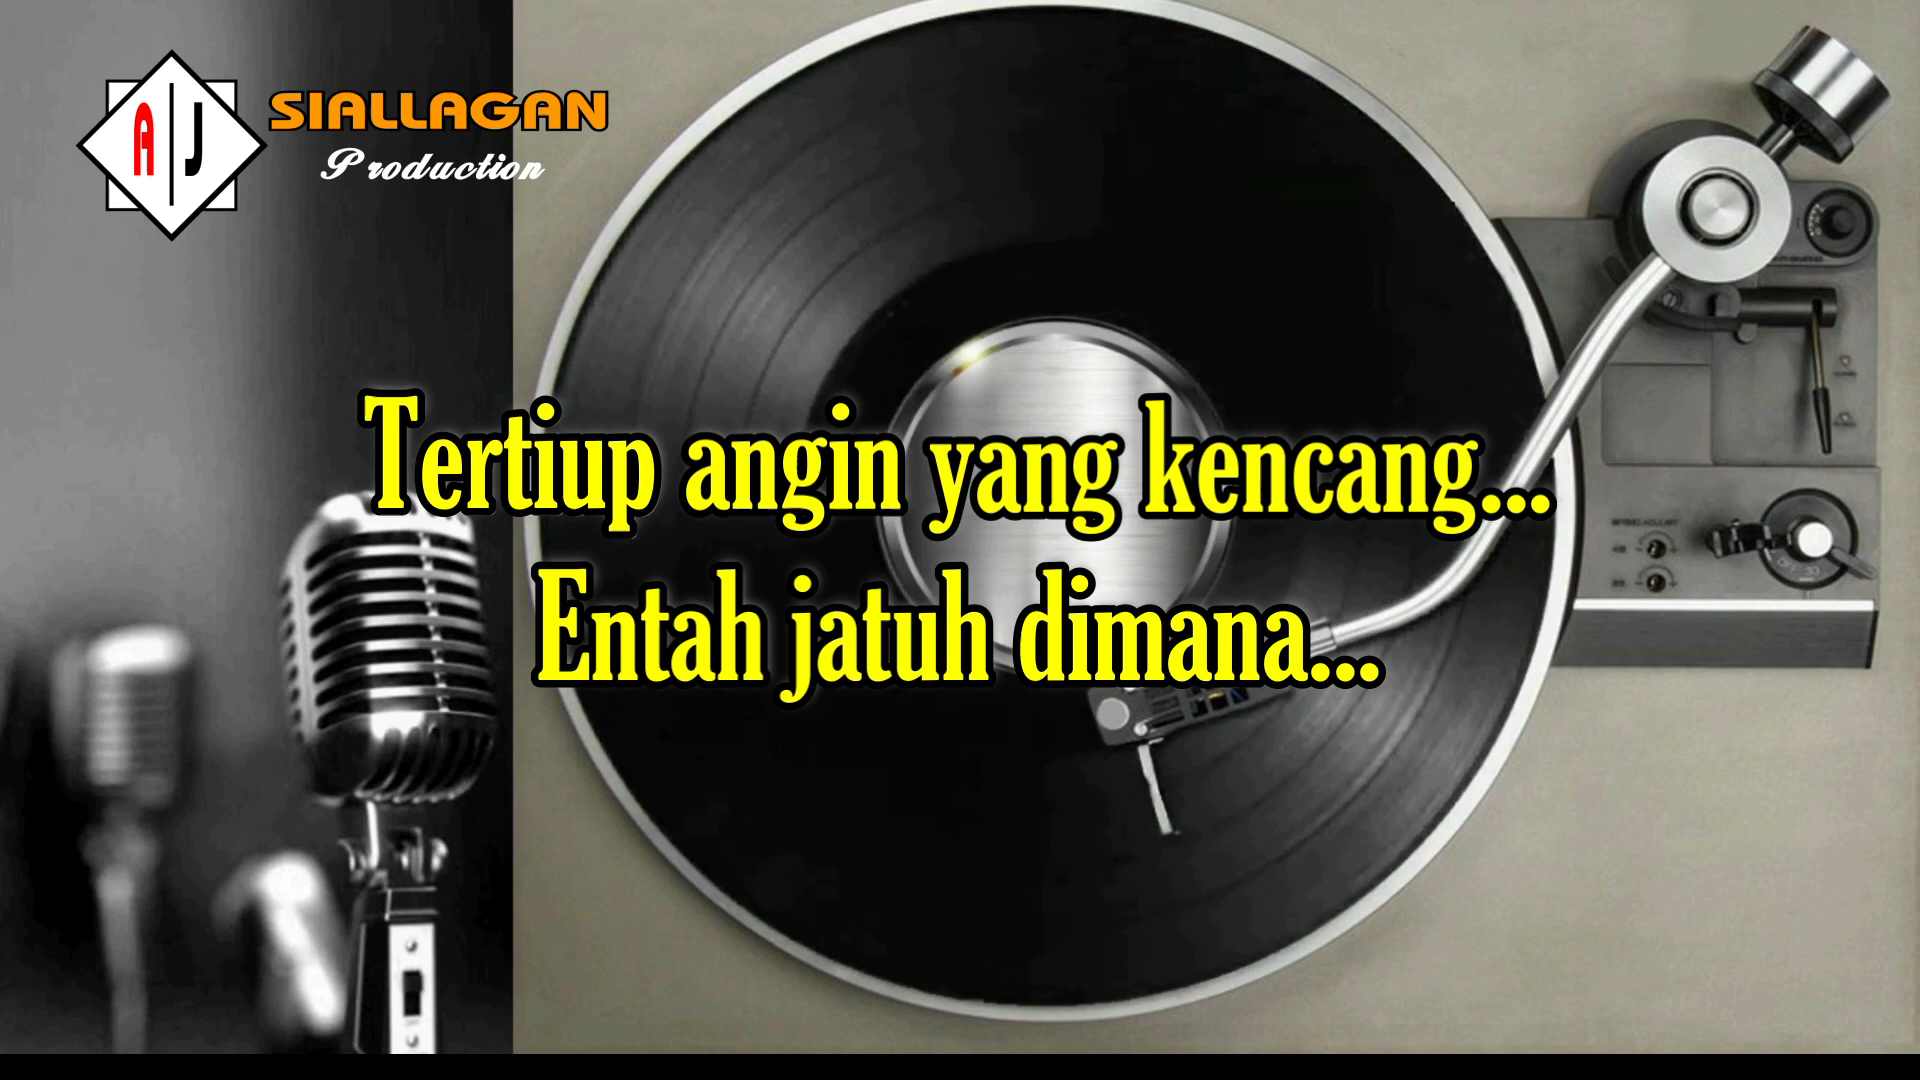 A J
SIALLAGAN
Production
Tertiup angin yang kencang...
Entah jatuh dimana...